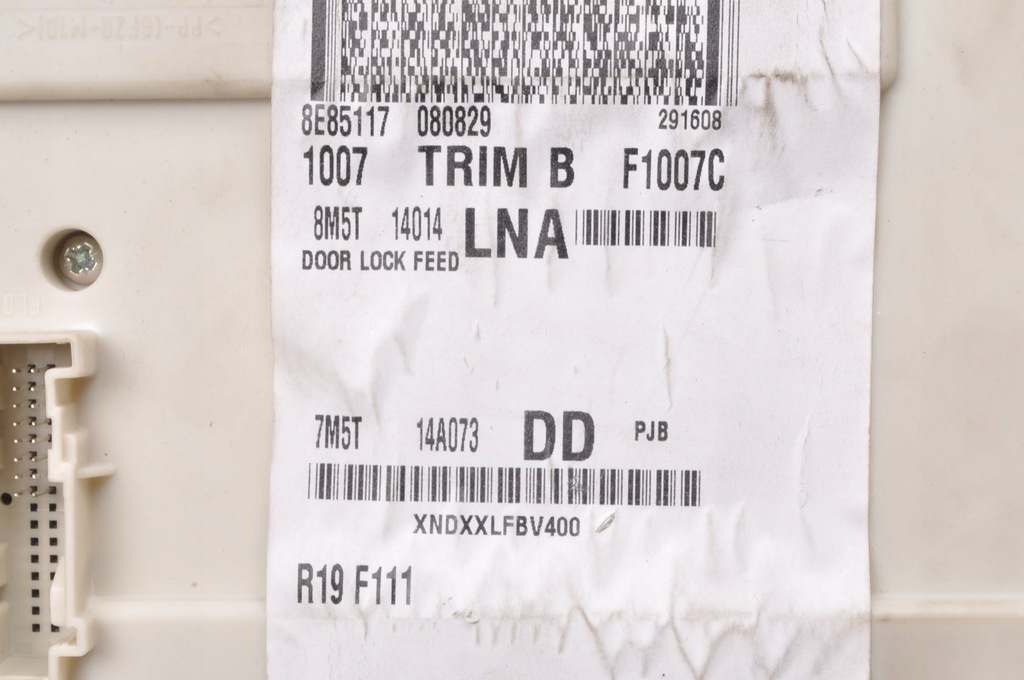 8E85117 080829 291608
1007 TRIM B F1007C
8M5T 14014 LNA
DOOR LOCK FEED
7M5T 14A073 DD PJB
XNDXXLFBV400
R19 F111